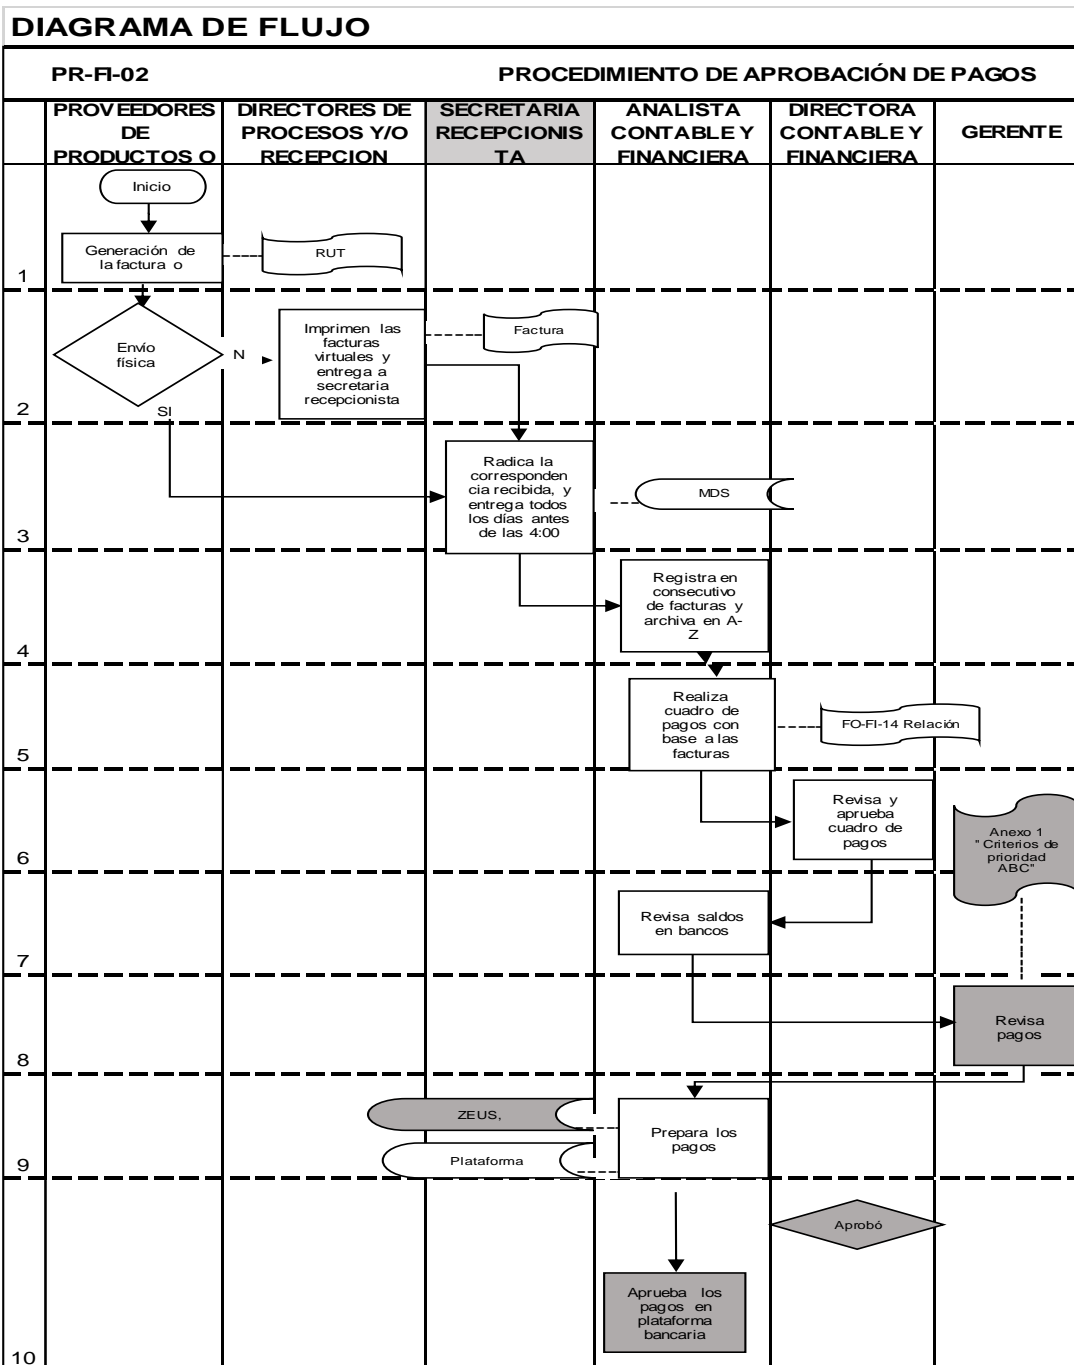 DIAGRAMA DE FLUJO
PR-FI-02
PROCEDIMIENTO DE APROBACIÓN DE PAGOS
PROVEEDORES
DE
PRODUCTOS O
DIRECTORES DE
PROCESOS Y/O
RECEPCION
SECRETARIA
RECEPCIONIS
TA
ANALISTA
CONTABLE Y
FINANCIERA
DIRECTORA
CONTABLE Y
FINANCIERA
GERENTE
Inicio
Generación de
la factura o
RUT
1
Envío
física
N
SI
Imprimen las
facturas
virtuales y
entrega a
secretaria
recepcionista
Factura
2
Radica la
corresponden
cia recibida, y
entrega todos
los días antes
de las 4:00
MDS
3
Registra en
consecutivo
de facturas y
archiva en A-
Z
4
Realiza
cuadro de
pagos con
base a las
facturas
FO-FI-14 Relación
5
Revisa y
aprueba
cuadro de
pagos
Anexo 1
"Criterios de
prioridad
ABC"
6
Revisa saldos
en bancos
7
Revisa
pagos
8
ZEUS,
Plataforma
Prepara los
pagos
9
Aprobó
Aprueba los
pagos en
plataforma
bancaria
10